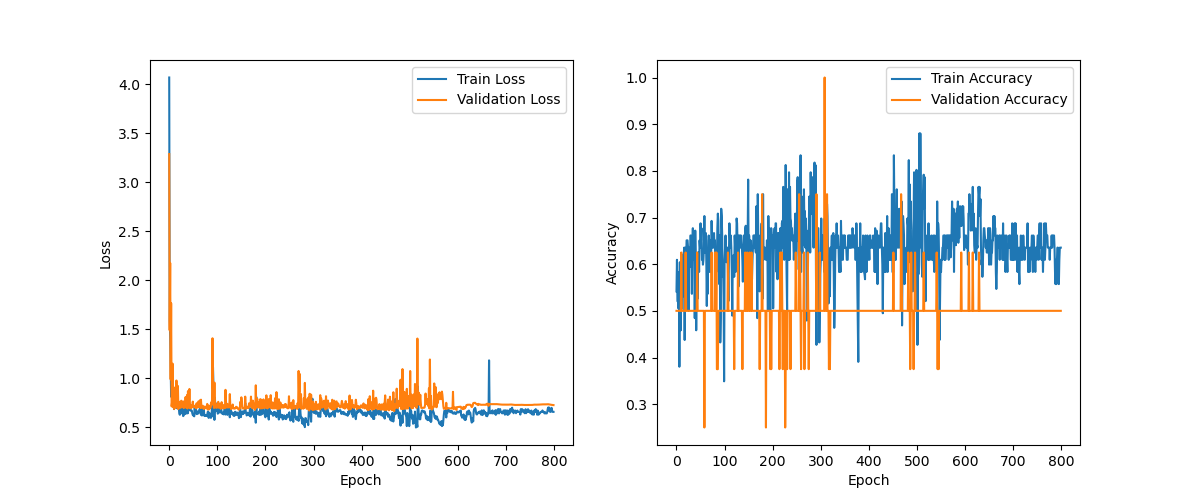 Train Loss
Validation Loss
4.0
3.5
3.0
2.5
2.0
1.5
1.0
0.5
Loss
0 100 200 300 400 500 600 700 800
Epoch
Train Accuracy
Validation Accuracy
1.0
0.9
0.8
0.7
0.6
0.5
0.4
0.3
Accuracy
0 100 200 300 400 500 600 700 800
Epoch